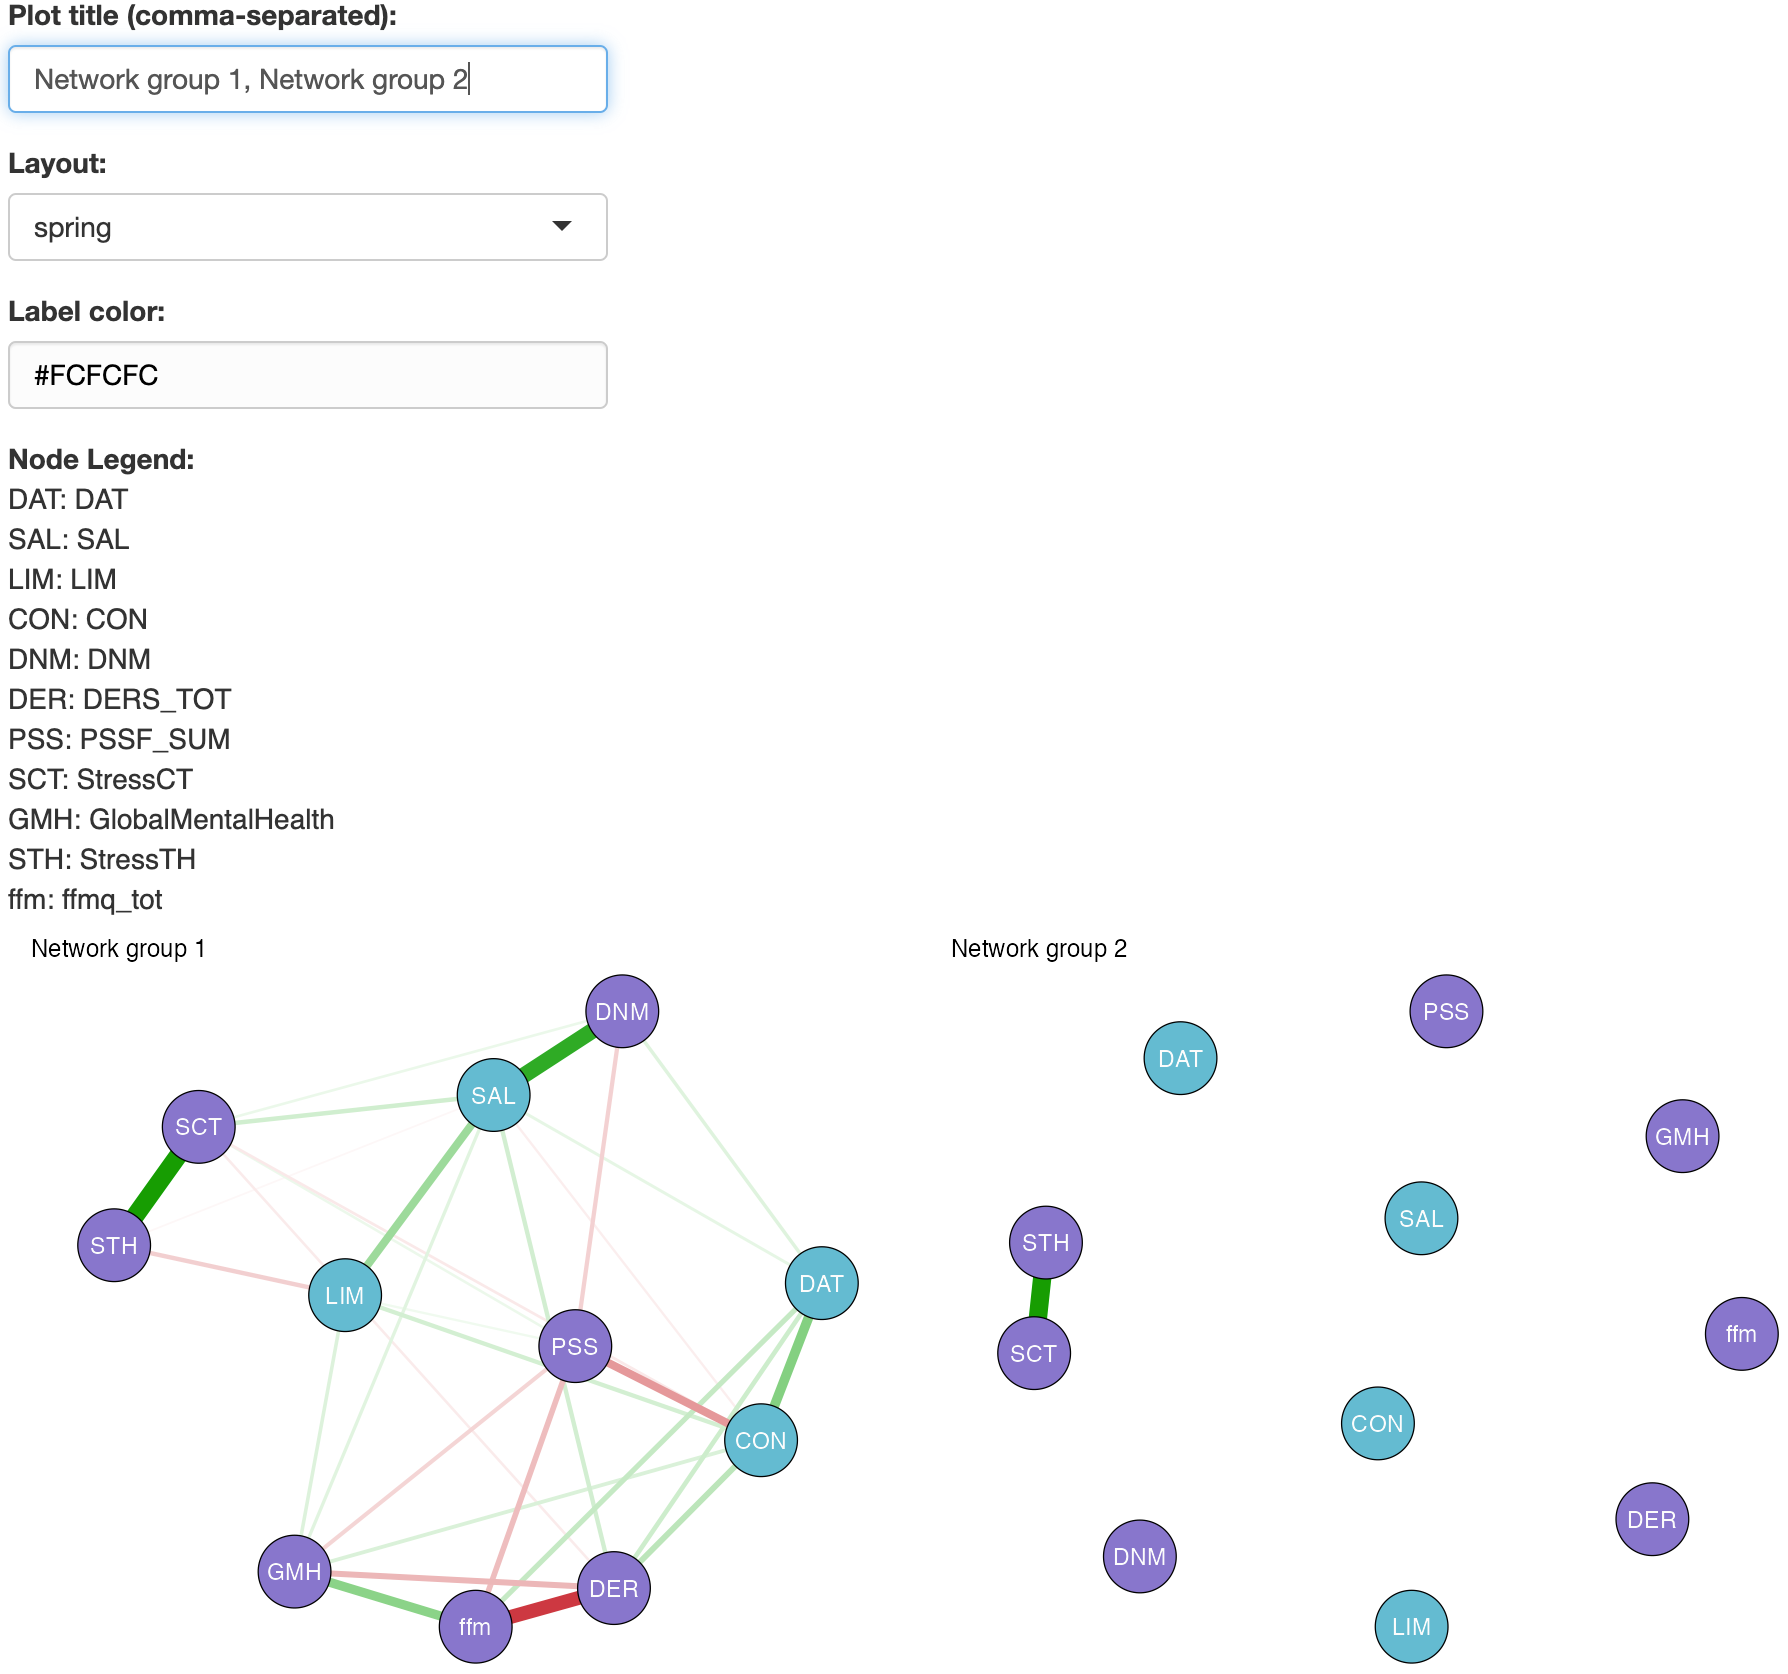 Plot title (comma-separated):
Network group 1, Network group 2
Layout:
spring
Label color:
#FCFCFC
Node Legend:
DAT: DAT
SAL: SAL
LIM: LIM
CON: CON
DNM: DNM
DER: DERS_TOT
PSS: PSSF_SUM
SCT: StressCT
GMH: GlobalMentalHealth
STH: StressTH
ffm: ffmq_tot
Network group 1
DNM
SAL
SCT
STH
LIM
DAT
PSS
CON
GMH
DER
ffm
Network group 2
PSS
DAT
GMH
SAL
STH
ffm
SCT
CON
DER
DNM
LIM